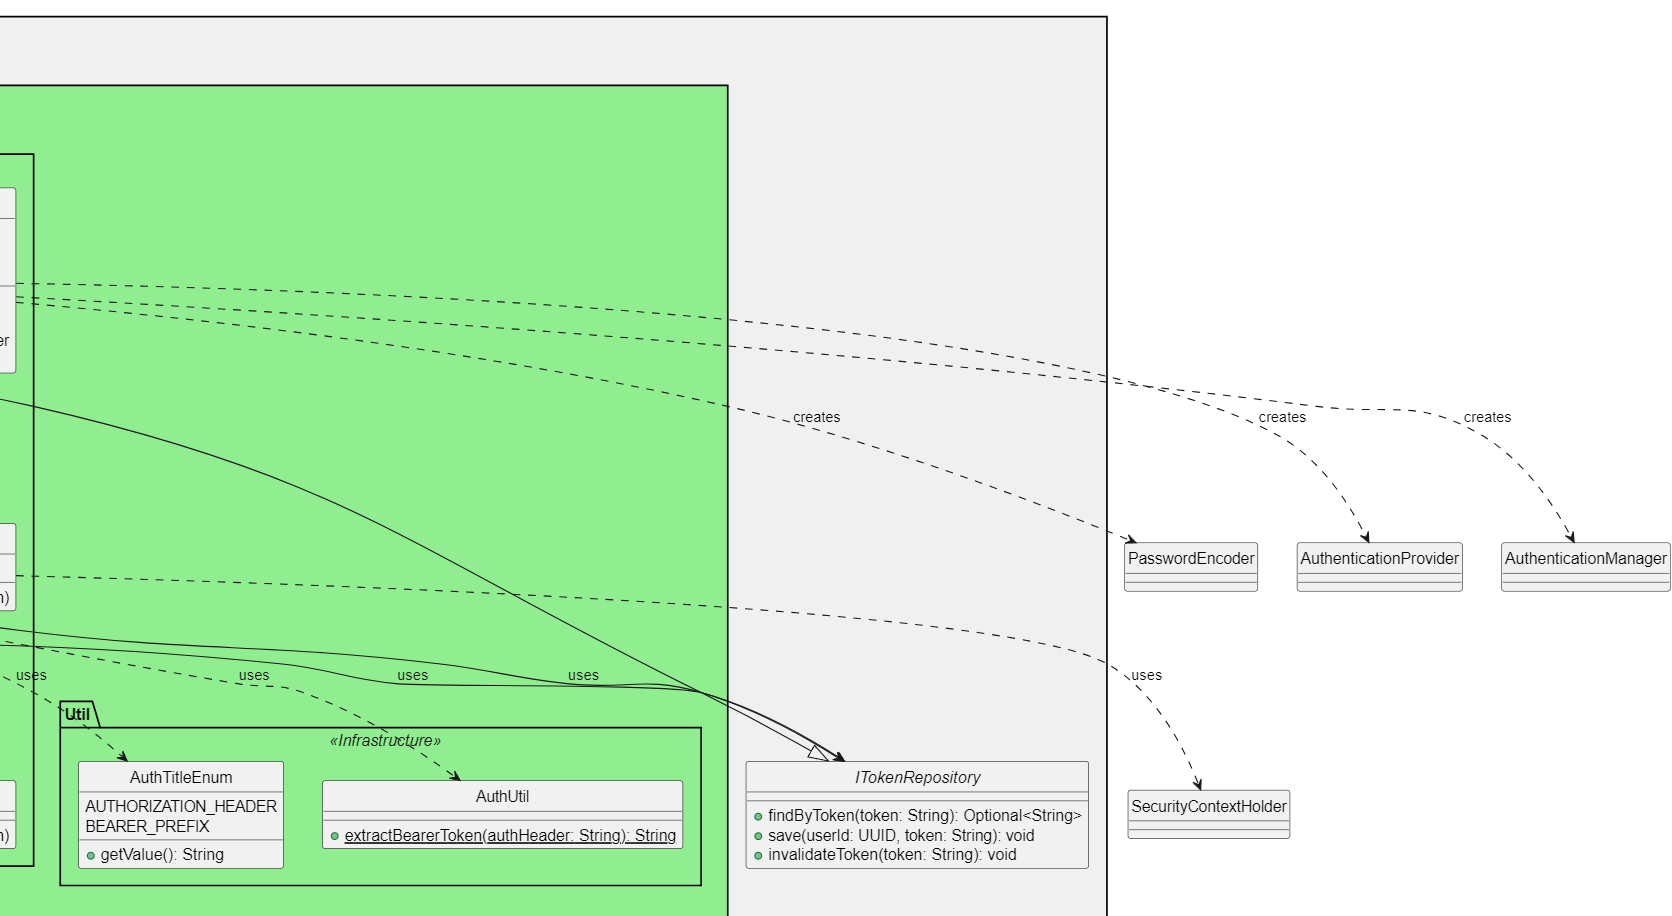 er
creates
creates
creates
PasswordEncoder
AuthenticationProvider
AuthenticationManager
n)
uses
uses
uses
uses
uses
Util
«Infrastructure»
AuthTitleEnum
AUTHORIZATION_HEADER
BEARER_PREFIX
getValue(): String
AuthUtil
extractBearerToken(authHeader: String): String
ITokenRepository
findByToken(token: String): Optional<String>
save(userId: UUID, token: String): void
invalidateToken(token: String): void
SecurityContextHolder
n)